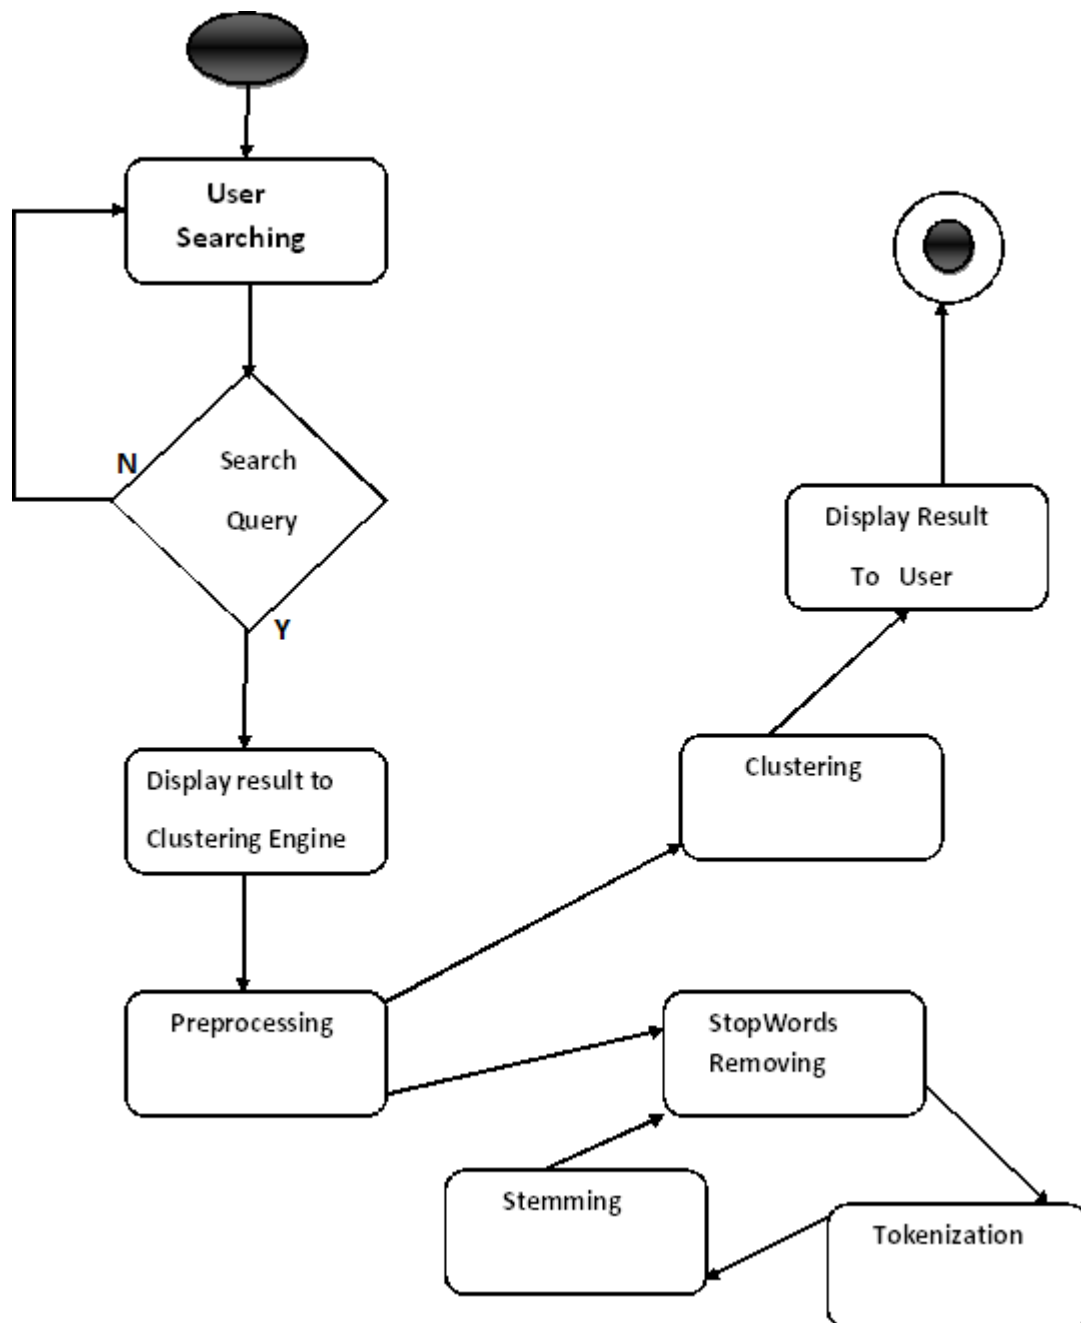 User
Searching
N
Search
Query
Y
Display result to
Clustering Engine
Preprocessing
Display Result
To User
Clustering
StopWords
Removing
Stemming
Tokenization